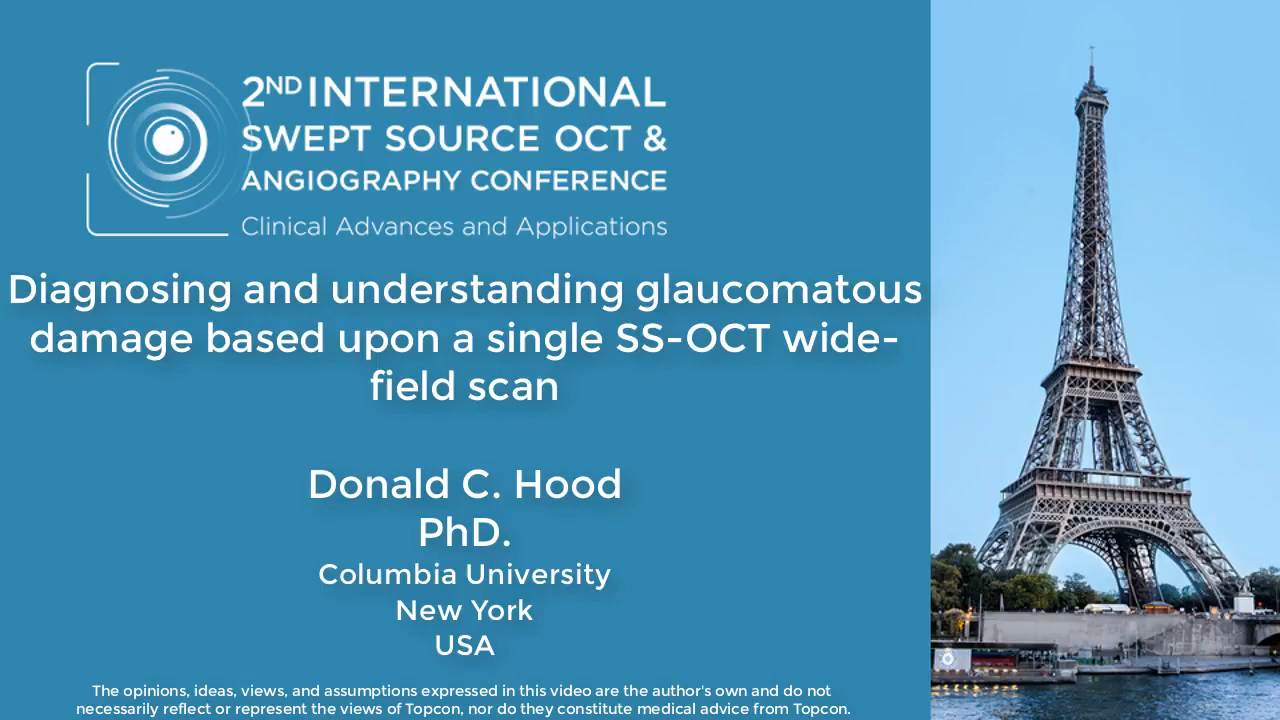 2ND INTERNATIONAL
SWEPT SOURCE OCT &
ANGIOGRAPHY CONFERENCE
Clinical Advances and Applications
Diagnosing and understanding glaucomatous
damage based upon a single SS-OCT wide-
field scan
Donald C. Hood
PhD.
Columbia University
New York
USA
The opinions, ideas, views, and assumptions expressed in this video are the author's own and do not
necessarily reflect or represent the views of Topcon, nor do they constitute medical advice from Topcon.